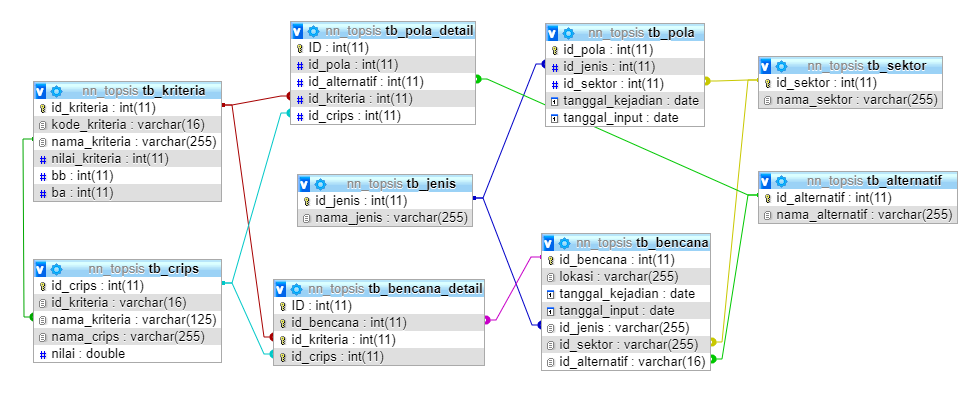 nn_topsis tb_pola_detail
ID : int(11)
id_pola : int(11)
id_alternatif : int(11)
id_kriteria : int(11)
id_crips : int(11)
nn_topsis tb_pola
id_pola : int(11)
id_jenis : int(11)
id_sektor : int(11)
tanggal_kejadian : date
tanggal_input : date
nn_topsis tb_sektor
id_sektor : int(11)
nama_sektor : varchar(255)
nn_topsis tb_kriteria
id_kriteria : int(11)
kode_kriteria : varchar(16)
nama_kriteria : varchar(255)
nilai_kriteria : int(11)
bb : int(11)
ba : int(11)
nn_topsis tb_jenis
id_jenis : int(11)
nama_jenis : varchar(255)
nn_topsis tb_alternatif
id_alternatif : int(11)
nama_alternatif : varchar(255)
nn_topsis tb_crips
id_crips : int(11)
id_kriteria : varchar(16)
nama_kriteria : varchar(125)
nama_crips : varchar(255)
nilai : double
nn_topsis tb_bencana_detail
ID : int(11)
id_bencana : int(11)
id_kriteria : int(11)
id_crips : int(11)
nn_topsis tb_bencana
id_bencana : int(11)
lokasi : varchar(255)
tanggal_kejadian : date
tanggal_input : date
id_jenis : varchar(255)
id_sektor : varchar(255)
id_alternatif : varchar(16)